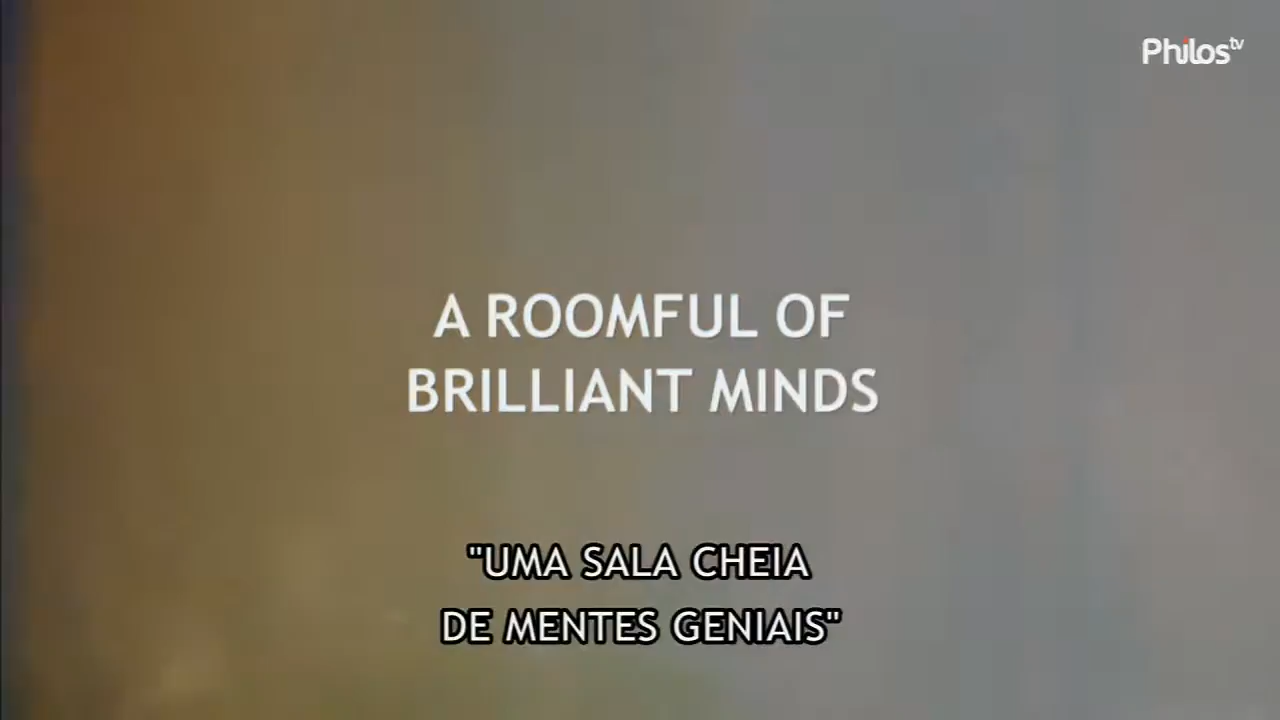 Philos tv
A ROOMFUL OF
BRILLIANT MINDS
"UMA SALA CHEIA
DE MENTES GENIAIS"